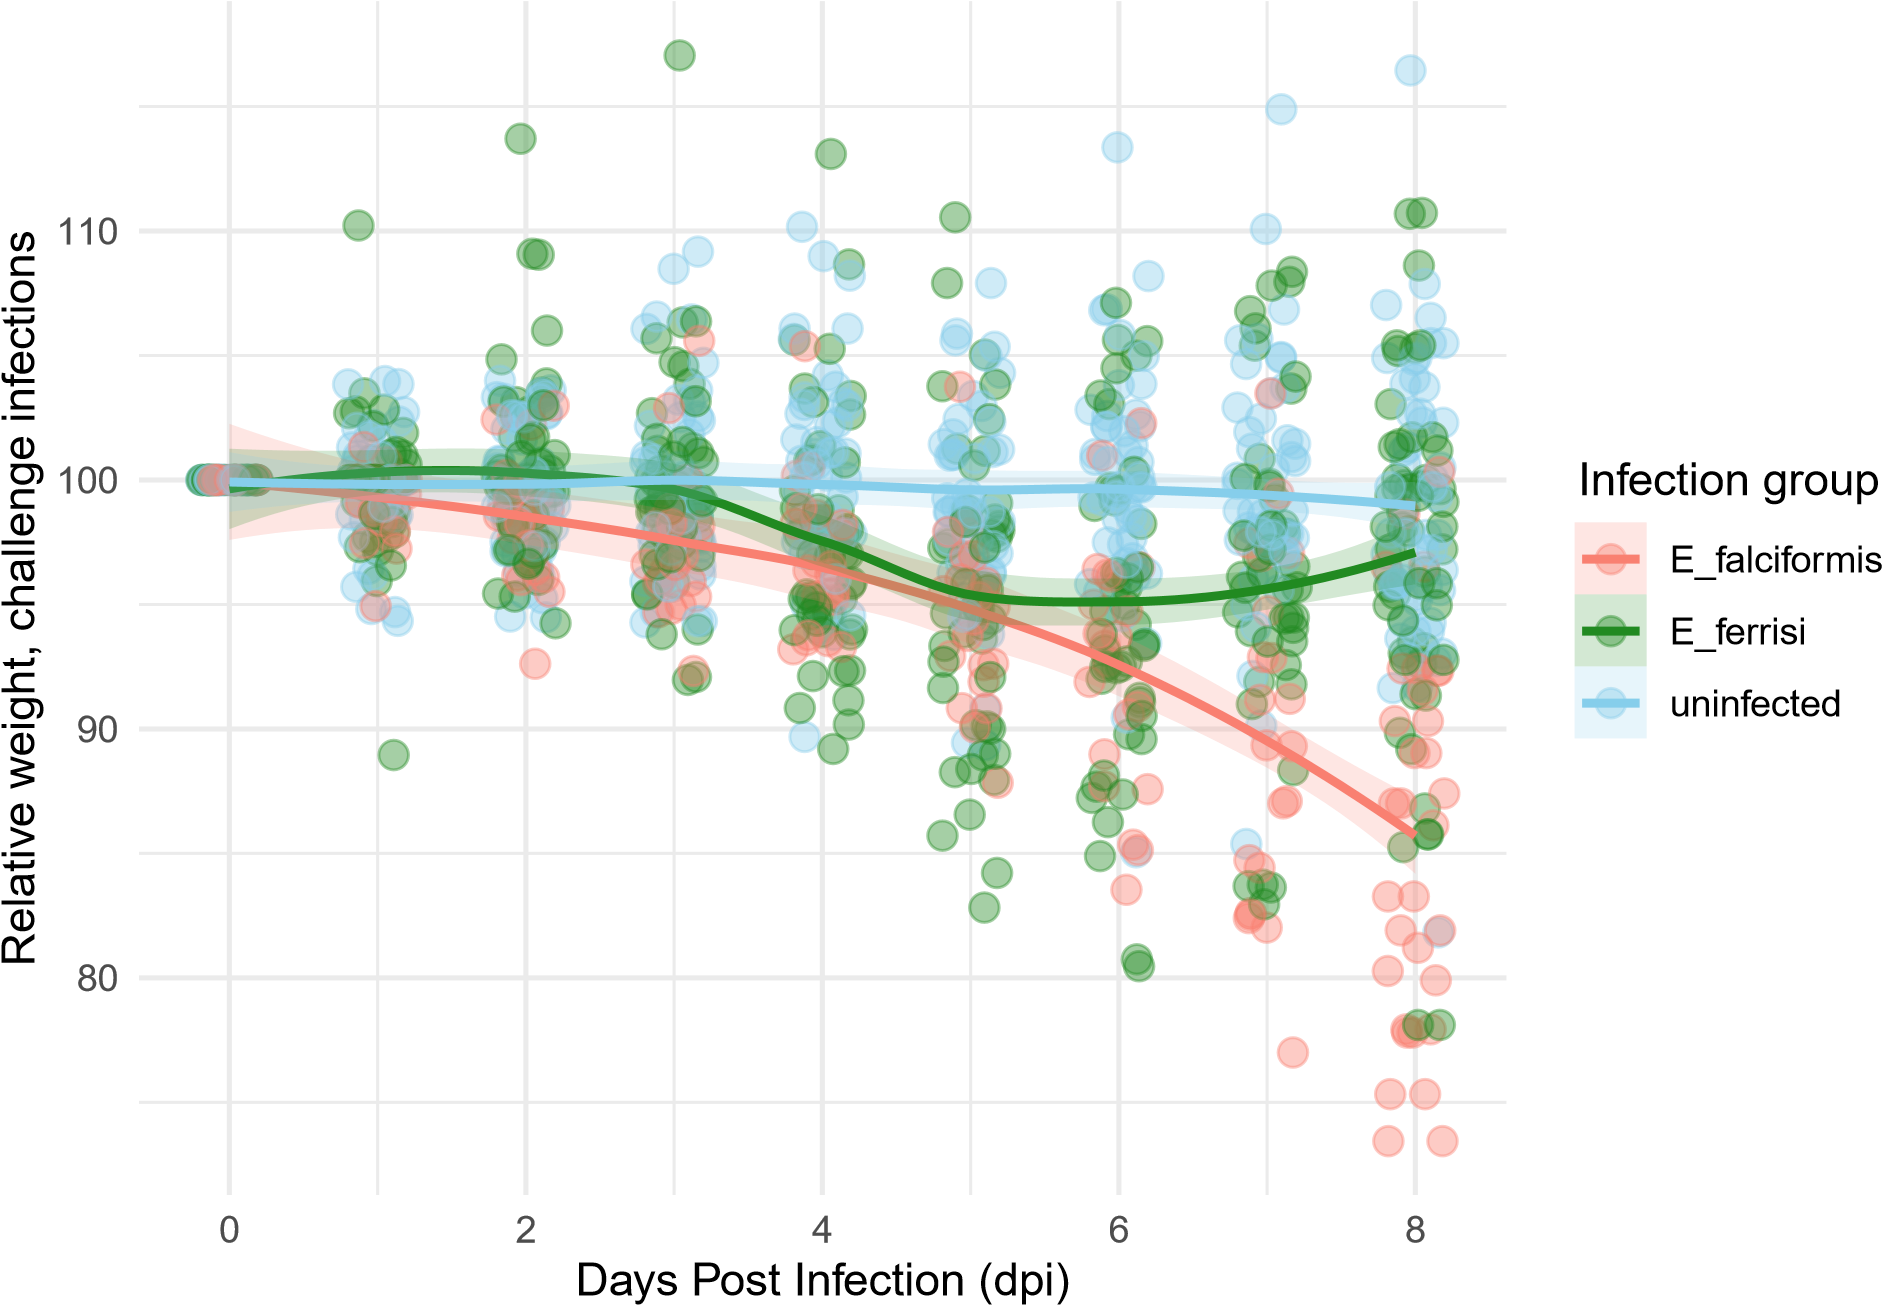 Relative weight, challenge infections
110
100
90
80
0 2 4 6 8
Days Post Infection (dpi)
Infection group
E_falciformis
E_ferrisi
uninfected